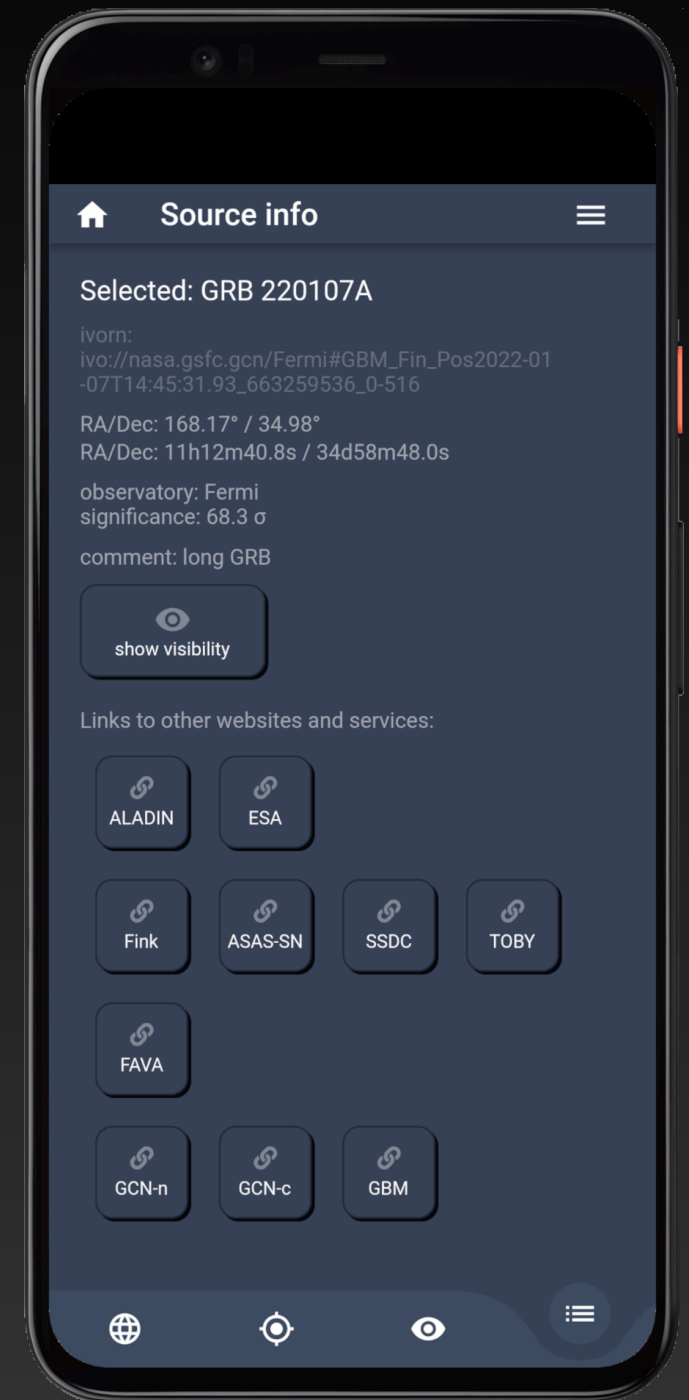 Source info
Selected: GRB 220107A
ivorn:
ivo://nasa.gsfc.gcn/Fermi#GBM_Fin_Pos2022-01
-07T14:45:31.93_663259536_0-516
RA/Dec: 168.17° / 34.98°
RA/Dec: 11h12m40.8s / 34d58m48.0s
observatory: Fermi
significance: 68.3 σ
comment: long GRB
show visibility
Links to other websites and services:
ALADIN ESA
Fink ASAS-SN SSDC TOBY
FAVA
GCN-n GCN-c GBM